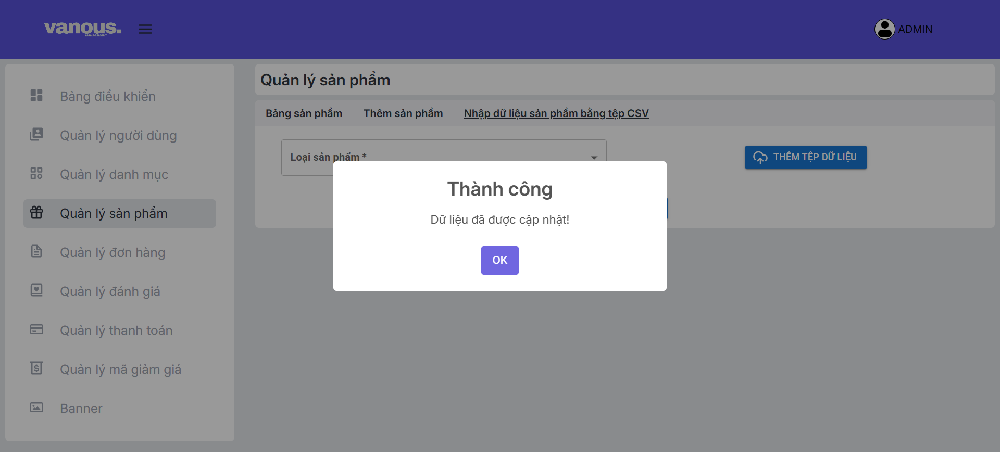 vanous.
MANAGEMENT
ADMIN
Bảng điều khiển
Quản lý người dùng
Quản lý danh mục
Quản lý sản phẩm
Quản lý đơn hàng
Quản lý đánh giá
Quản lý thanh toán
Quản lý mã giảm giá
Banner
Quản lý sản phẩm
Bảng sản phẩm
Thêm sản phẩm
Nhập dữ liệu sản phẩm bằng tệp CSV
Loại sản phẩm *
THÊM TỆP DỮ LIỆU
Thành công
Dữ liệu đã được cập nhật!
OK